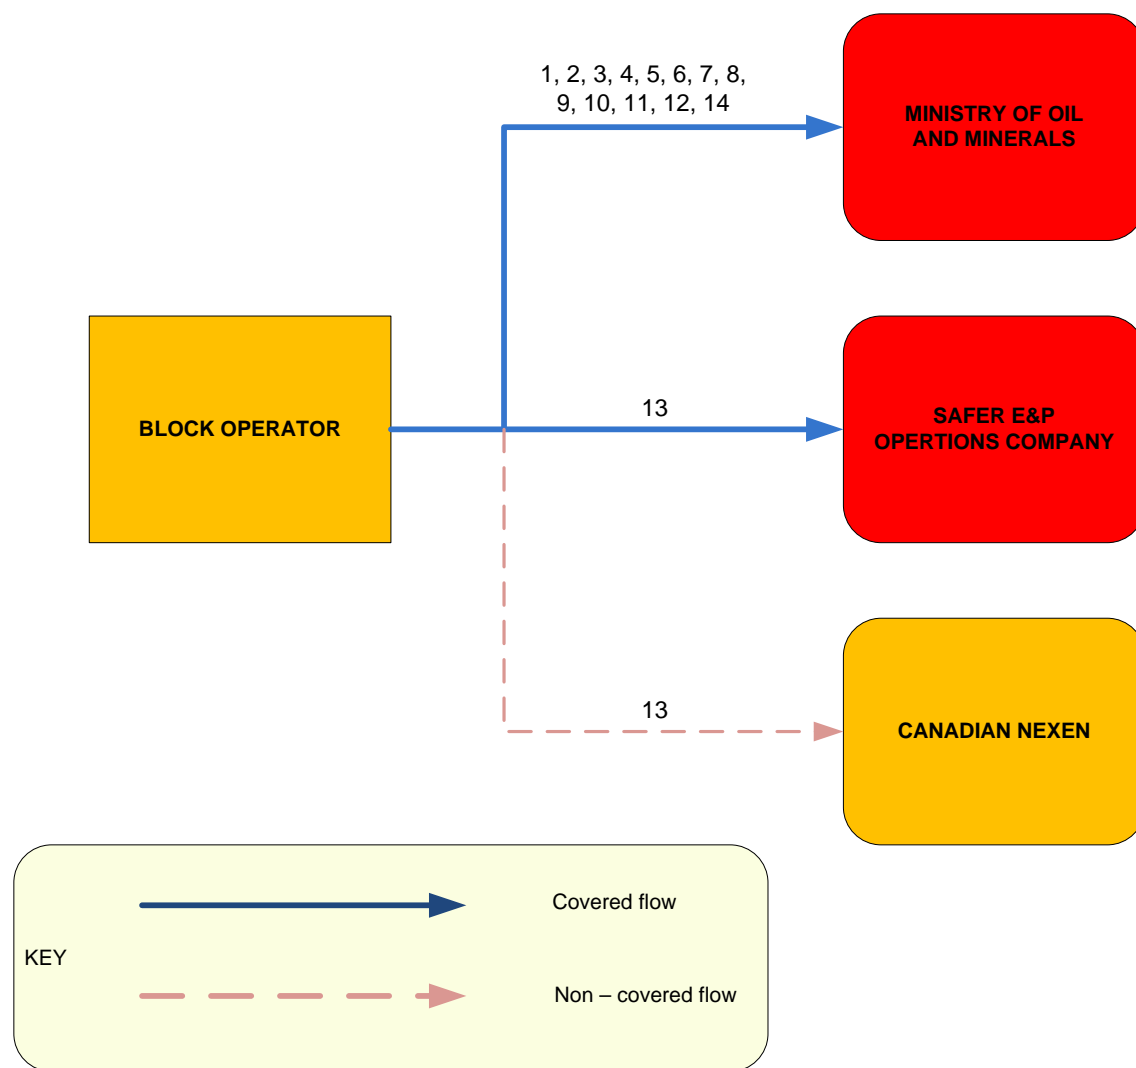 1, 2, 3, 4, 5, 6, 7, 8,
9, 10, 11, 12, 14
MINISTRY OF OIL
AND MINERALS
BLOCK OPERATOR
13
SAFER E&P
OPERTIONS COMPANY
13
CANADIAN NEXEN
KEY
Covered flow
Non – covered flow